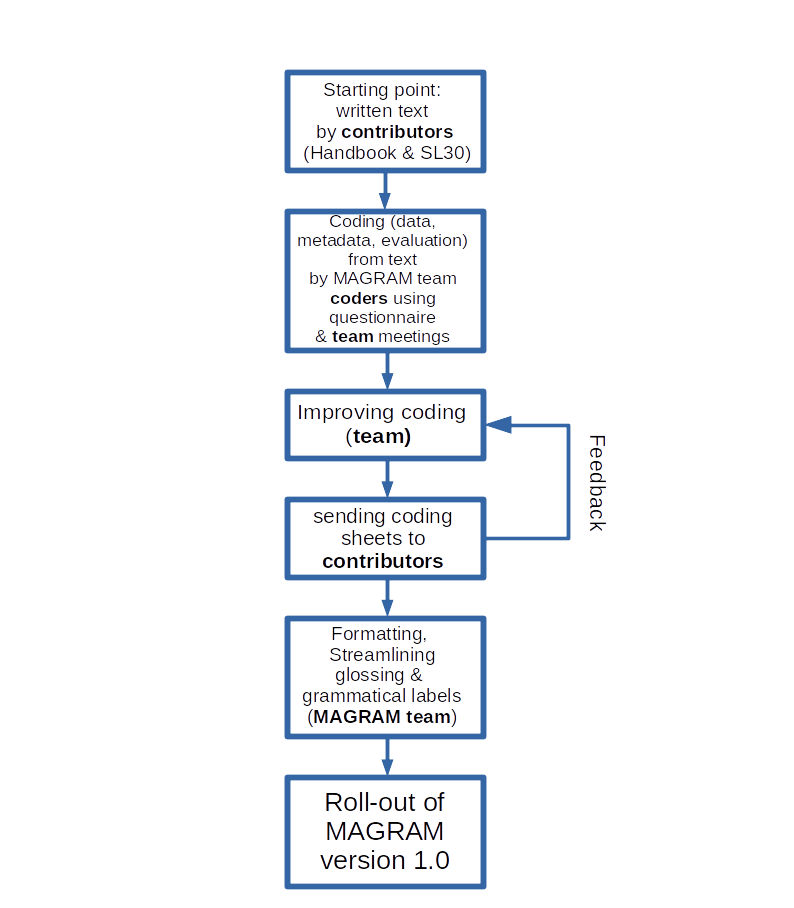 Starting point:
written text
by contributors
(Handbook & SL30)
Coding (data,
metadata, evaluation)
from text
by MAGRAM team
coders using
questionnaire
& team meetings
Improving coding
(team)
Feedback
sending coding
sheets to
contributors
Formatting,
Streamlining
glossing &
grammatical labels
(MAGRAM team)
Roll-out of
MAGRAM
version 1.0